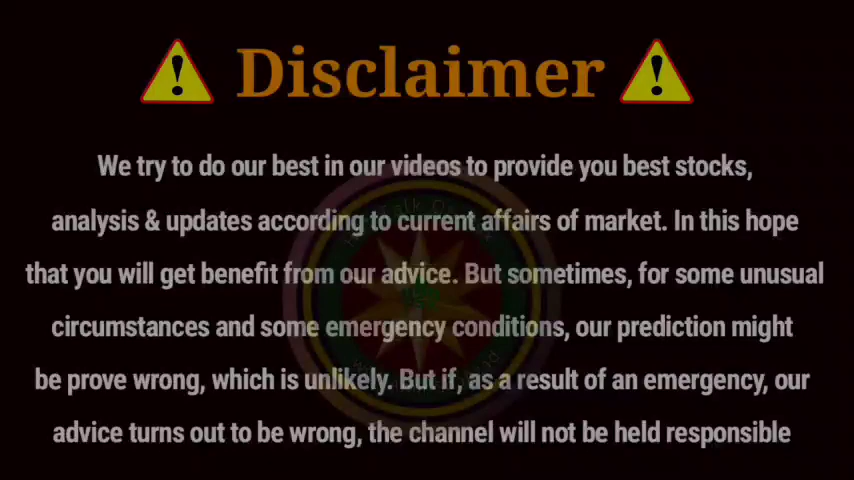 Disclaimer
We try to do our best in our videos to provide you best stocks,
analysis & updates according to current affairs of market. In this hope
that you will get benefit from our advice. But sometimes, for some unusual
circumstances and some emergency conditions, our prediction might
be prove wrong, which is unlikely. But if, as a result of an emergency, our
advice turns out to be wrong, the channel will not be held responsible